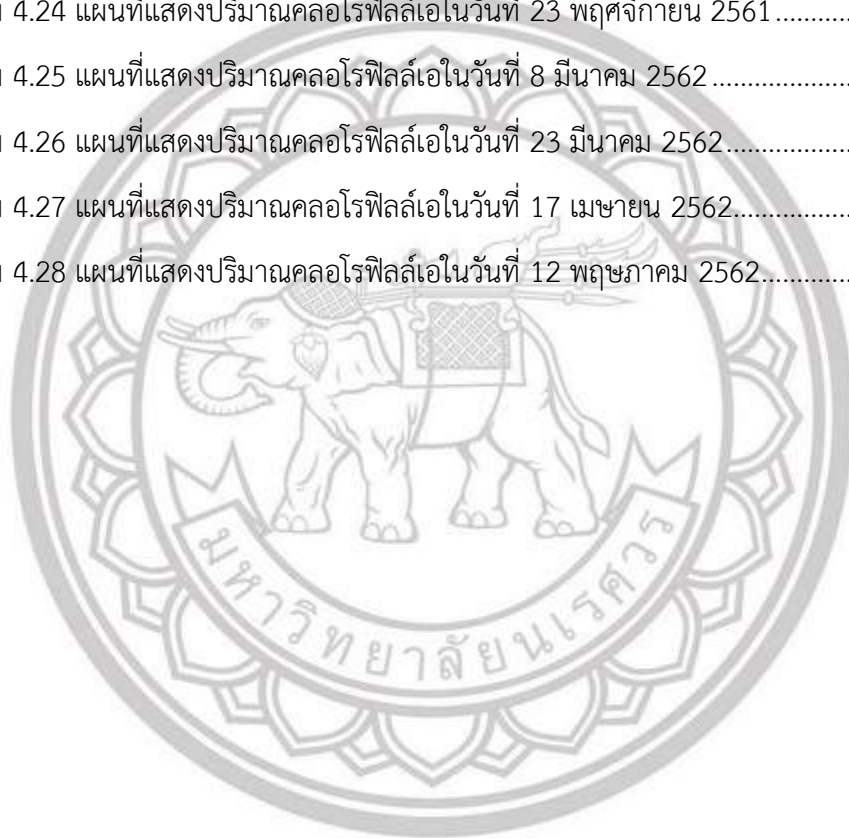 4.24 แผนที่แสดงปริมาณคลอโรฟิลล์เอในวันที่ 23 พฤศจิกายน 2561............
4.25 แผนที่แสดงปริมาณคลอโรฟิลล์เอในวันที่ 8 มีนาคม 2562....................
4.26 แผนที่แสดงปริมาณคลอโรฟิลล์เอในวันที่ 23 มีนาคม 2562..................
4.27 แผนที่แสดงปริมาณคลอโรฟิลล์เอในวันที่ 17 เมษายน 2562.................
4.28 แผนที่แสดงปริมาณคลอโรฟิลล์เอในวันที่ 12 พฤษภาคม 2562.............
มหาวิทยาลัยนเรศวร